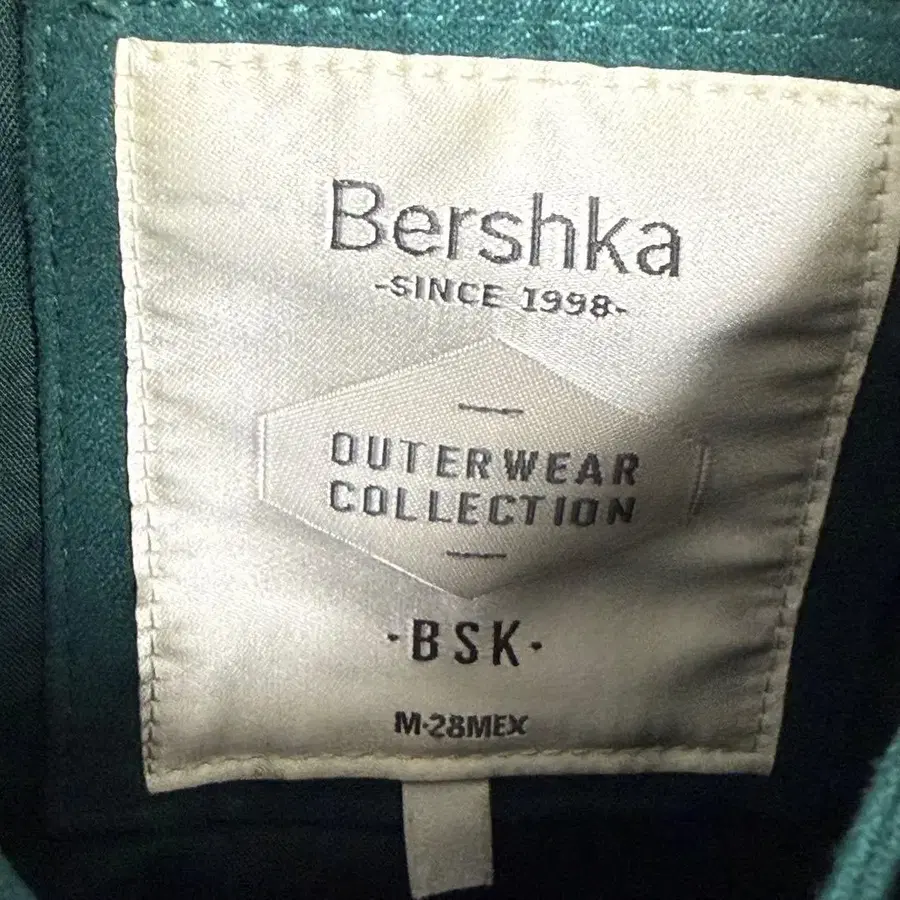 Bershka
-SINCE 1998-
OUTERWEAR
COLLECTION
·BSK·
M·28MEX